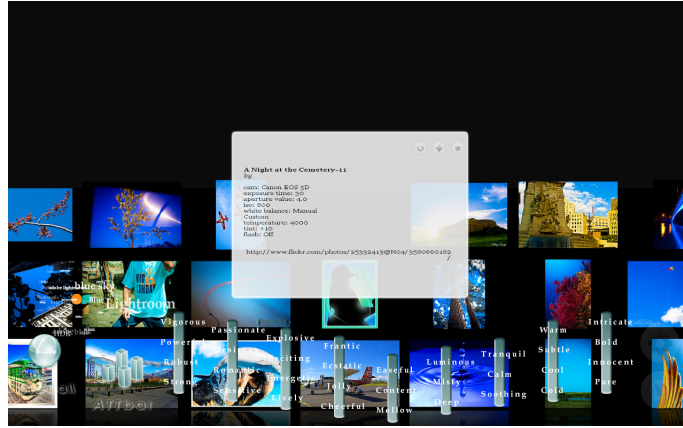 A Night at the Cemetery-11
by
cam: Canon EOS 5D
exposure time: 30
aperture value: 4.0
iso: 800
white balance: Manual
Custom
temperature: 4000
tint: +10
flash: Off
http://www.flickr.com/photos/25332413@N04/3580660182
/
blue sky
Lightroom
Vigorous
Passionate
Explosive
Frantic
Warm
Intricate
Powerful
Exciting
Ecstatic
Luminous
Tranquil
Subtle
Bold
Robust
Romantic
Energetic
Jolly
Easeful
Misty
Calm
Cool
Innocent
Strong
Sensitive
Lively
Cheerful
Content
Mellow
Deep
Soothing
Cold
Pure